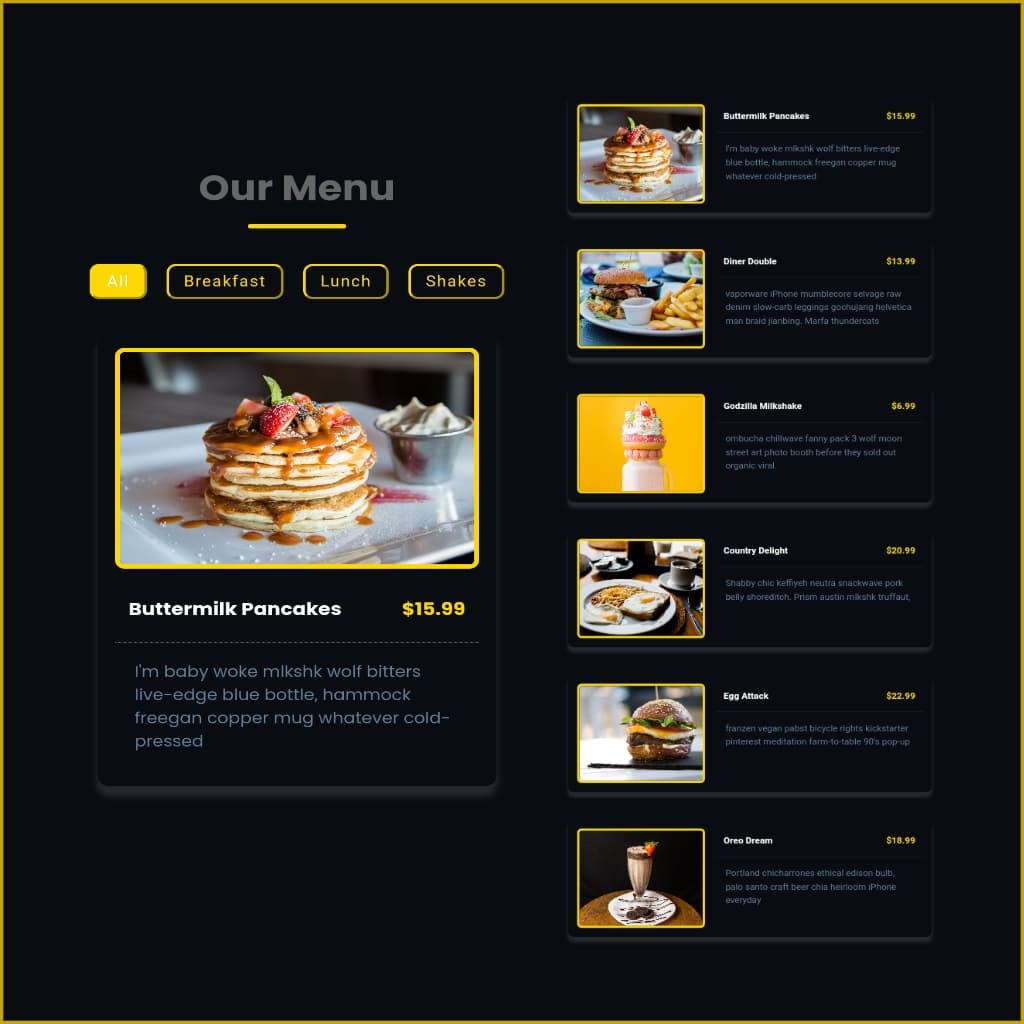 Our Menu
All
Breakfast
Lunch
Shakes
Buttermilk Pancakes
$15.99
I'm baby woke mlkshk wolf bitters
live-edge blue bottle, hammock
freegan copper mug whatever cold-
pressed
Buttermilk Pancakes
$15.99
I'm baby woke mlkshk wolf bitters live-edge
blue bottle, hammock freegan copper mug
whatever cold-pressed
Diner Double
$13.99
vaporware iPhone mumblecore selvage raw
denim slow-carb leggings gochujang helvetica
man braid jianbing. Marfa thundercats
Godzilla Milkshake
$6.99
ombucha chillwave fanny pack 3 wolf moon
street art photo booth before they sold out
organic viral.
Country Delight
$20.99
Shabby chic keffiyeh neutra snackwave pork
belly shoreditch. Prism austin mlkshk truffaut,
Egg Attack
$22.99
franzen vegan pabst bicycle rights kickstarter
pinterest meditation farm-to-table 90's pop-up
Oreo Dream
$18.99
Portland chicharrones ethical edison bulb,
palo santo craft beer chia heirloom iPhone
everyday